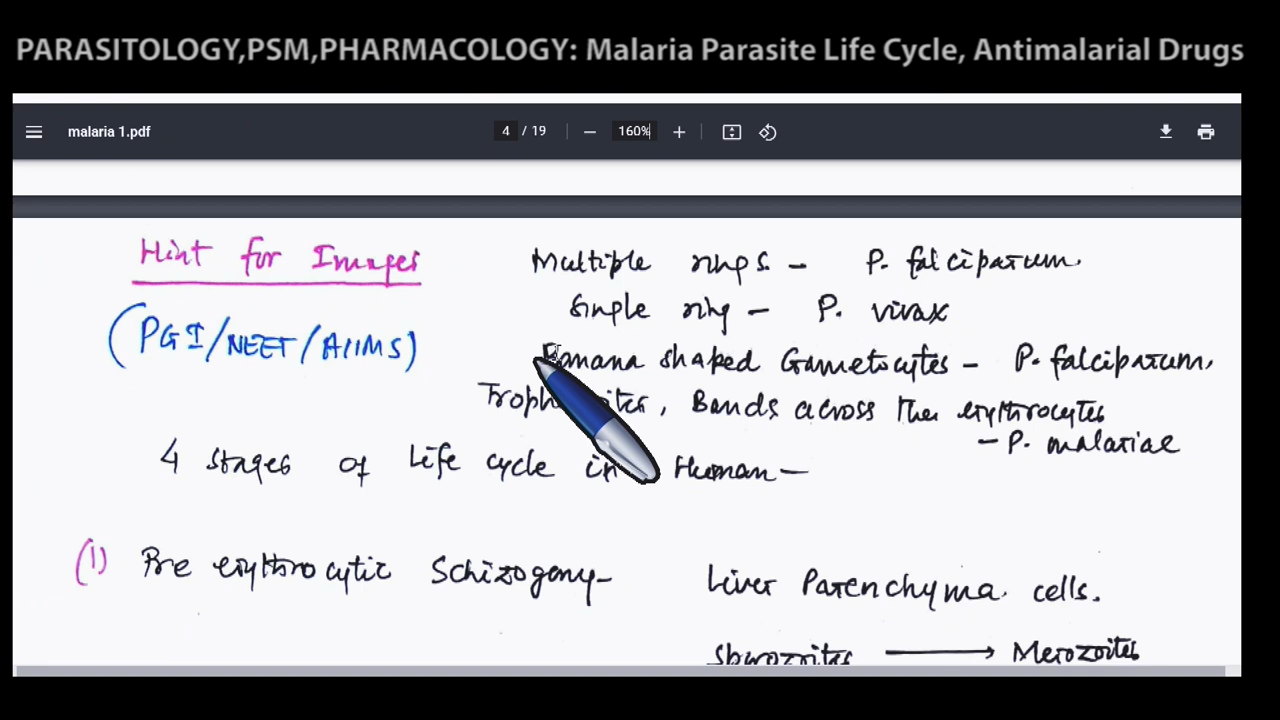 PARASITOLOGY,PSM,PHARMACOLOGY: Malaria Parasite Life Cycle, Antimalarial Drugs
malaria 1.pdf
4 / 19
160%
Hint for Images
(PGI/NEET/AIIMS)
Multiple rings - P. falciparum.
Single ring - P. vivax
Banana shaped Gametocytes - P. falciparum,
Bands across the erythrocytes
- P. malariae
4 stages of Life cycle in Human -
(1) Pre erythrocytic Schizogony-
Liver Parenchyma cells.
Sporozoites → Merozoites